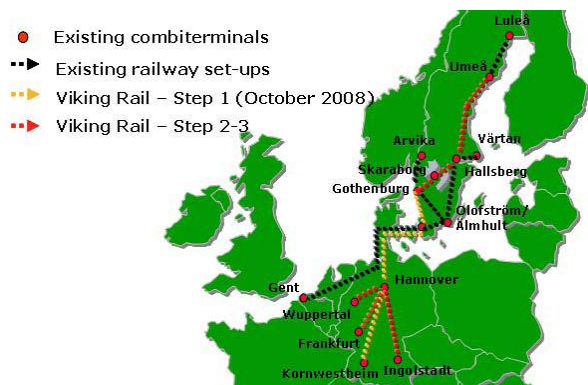 Existing combiterminals
Existing railway set-ups
Viking Rail – Step 1 (October 2008)
Viking Rail – Step 2-3
Luleå
Umeå
Arvika
Värtan
Skaraborg
Hallsberg
Gothenburg
Olofström/
Älmhult
Hannover
Gent
Wuppertal
Frankfurt
Kornwestheim
Ingolstadt